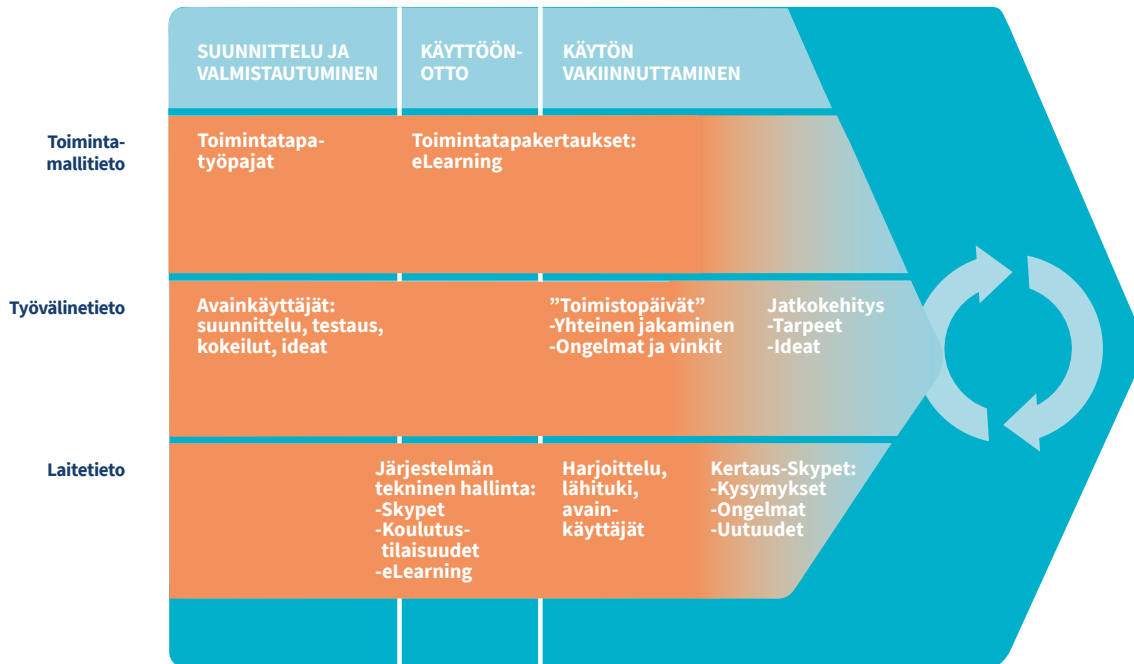 SUUNNITTELU JA
VALMISTAUTUMINEN
KÄYTTÖÖN-
OTTO
KÄYTÖN
VAKIINNUTTAMINEN
Toiminta-
mallitieto
Toimintatapa-
työpajat
Toimintatapakertaukset:
eLearning
Työvälinetieto
Avainkäyttäjät:
suunnittelu, testaus,
kokeilut, ideat
”Toimistopäivät”
-Yhteinen jakaminen
-Ongelmat ja vinkit
Jatkokehitys
-Tarpeet
-Ideat
Laitetieto
Järjestelmän
tekninen hallinta:
-Skypet
-Koulutus-
tilaisuudet
-eLearning
Harjoittelu,
lähituki,
avain-
käyttäjät
Kertaus-Skypet:
-Kysymykset
-Ongelmat
-Uutuudet